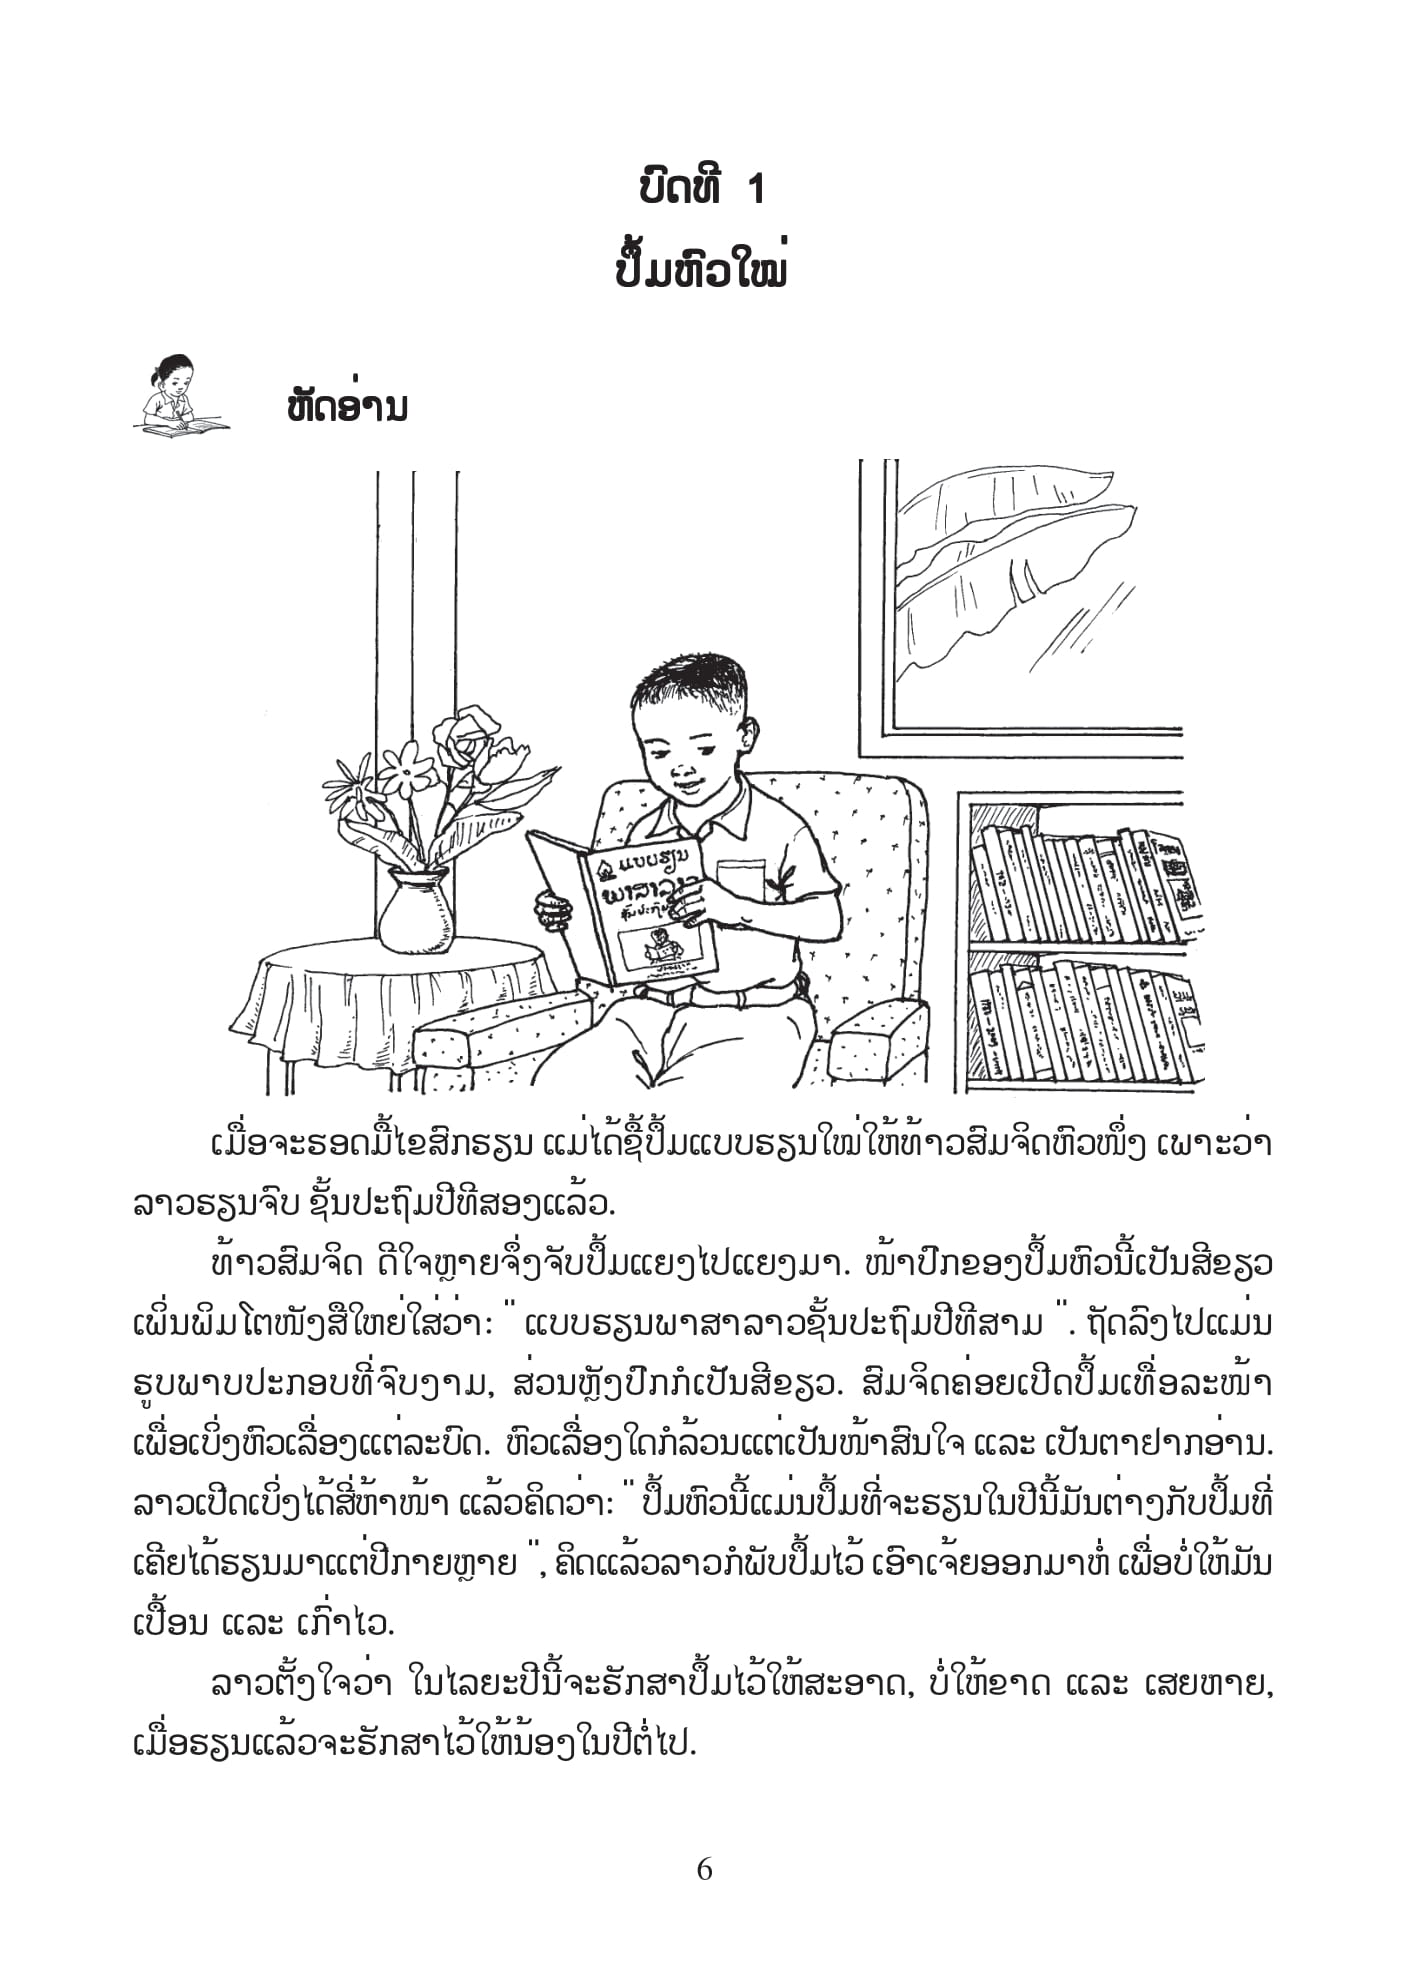 ບົດທີ 1
ປຶ້ມຫົວໃໝ່
ຫັດອ່ານ
ແບບຮຽນ
ພາສາລາວ
ເມື່ອຈະຮອດມື້ໄຂສົກຮຽນ ແມ່ໄດ້ຊື້ປຶ້ມແບບຮຽນໃໝ່ໃຫ້ທ້າວສົມຈິດຫົວໜຶ່ງ ເພາະວ່າ
ລາວຮຽນຈົບ ຊັ້ນປະຖົມປີທີສອງແລ້ວ.
ທ້າວສົມຈິດ ດີໃຈຫຼາຍຈຶ່ງຈັບປຶ້ມແຍງໄປແຍງມາ. ໜ້າປົກຂອງປຶ້ມຫົວນີ້ເປັນສີຂຽວ
ເພິ່ນພິມໂຕໜັງສືໃຫຍ່ໃສ່ວ່າ: " ແບບຮຽນພາສາລາວຊັ້ນປະຖົມປີທີສາມ ". ຖັດລົງໄປແມ່ນ
ຮູບພາບປະກອບທີ່ຈົບງາມ, ສ່ວນຫຼັງປົກກໍເປັນສີຂຽວ. ສົມຈິດຄ່ອຍເປີດປຶ້ມເທື່ອລະໜ້າ
ເພື່ອເບິ່ງຫົວເລື່ອງແຕ່ລະບົດ. ຫົວເລື່ອງໃດກໍລ້ວນແຕ່ເປັນໜ້າສົນໃຈ ແລະ ເປັນຕາຢາກອ່ານ.
ລາວເປີດເບິ່ງໄດ້ສີ່ຫ້າໜ້າ ແລ້ວຄິດວ່າ: " ປຶ້ມຫົວນີ້ແມ່ນປຶ້ມທີ່ຈະຮຽນໃນປີນີ້ມັນຕ່າງກັບປຶ້ມທີ່
ເຄີຍໄດ້ຮຽນມາແຕ່ປີກາຍຫຼາຍ ", ຄິດແລ້ວລາວກໍພັບປຶ້ມໄວ້ ເອົາເຈ້ຍອອກມາຫໍ່ ເພື່ອບໍ່ໃຫ້ມັນ
ເປື້ອນ ແລະ ເກົ່າໄວ.
ລາວຕັ້ງໃຈວ່າ ໃນໄລຍະປີນີ້ຈະຮັກສາປຶ້ມໄວ້ໃຫ້ສະອາດ, ບໍ່ໃຫ້ຂາດ ແລະ ເສຍຫາຍ,
ເມື່ອຮຽນແລ້ວຈະຮັກສາໄວ້ໃຫ້ນ້ອງໃນປີຕໍ່ໄປ.
6